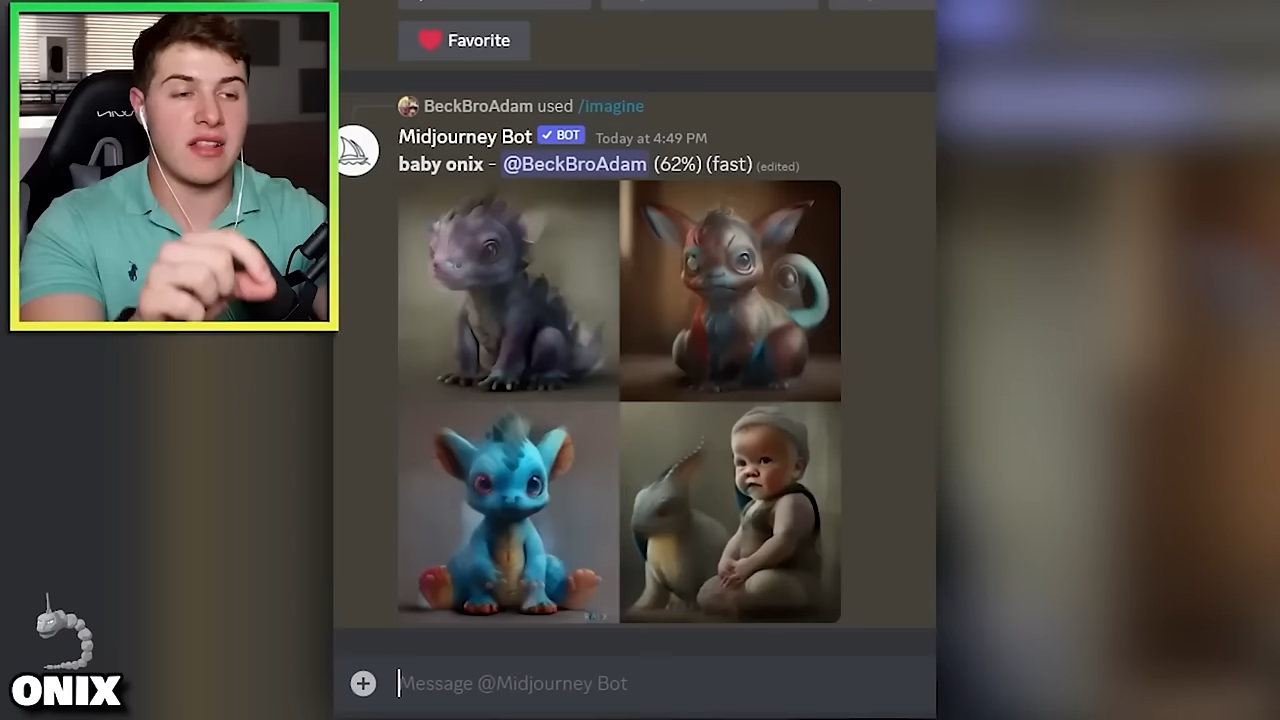 Favorite
BeckBroAdam used /imagine
Midjourney Bot ✓ BOT Today at 4:49 PM
baby onix - @BeckBroAdam (62%) (fast) (edited)
Message @Midjourney Bot
ONIX